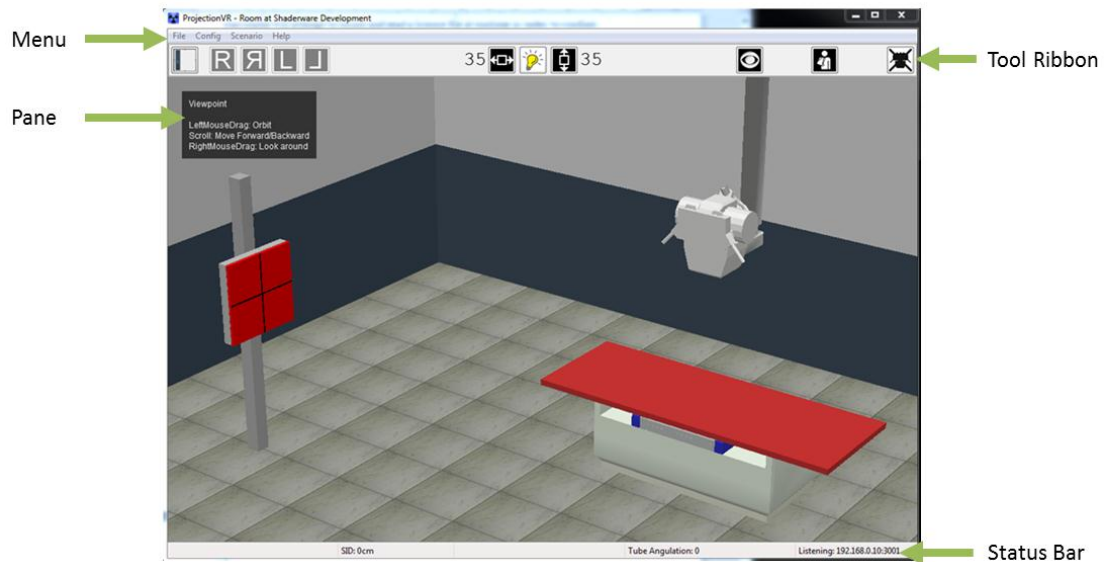 ProjectionVR - Room at Shaderware Development
Menu
File Config Scenario Help
R R L L
35 35
Tool Ribbon
Pane
Viewpoint
LeftMouseDrag: Orbit
Scroll: Move Forward/Backward
RightMouseDrag: Look around
SID: 0cm
Tube Angulation: 0
Listening: 192.168.0.10:3001
Status Bar